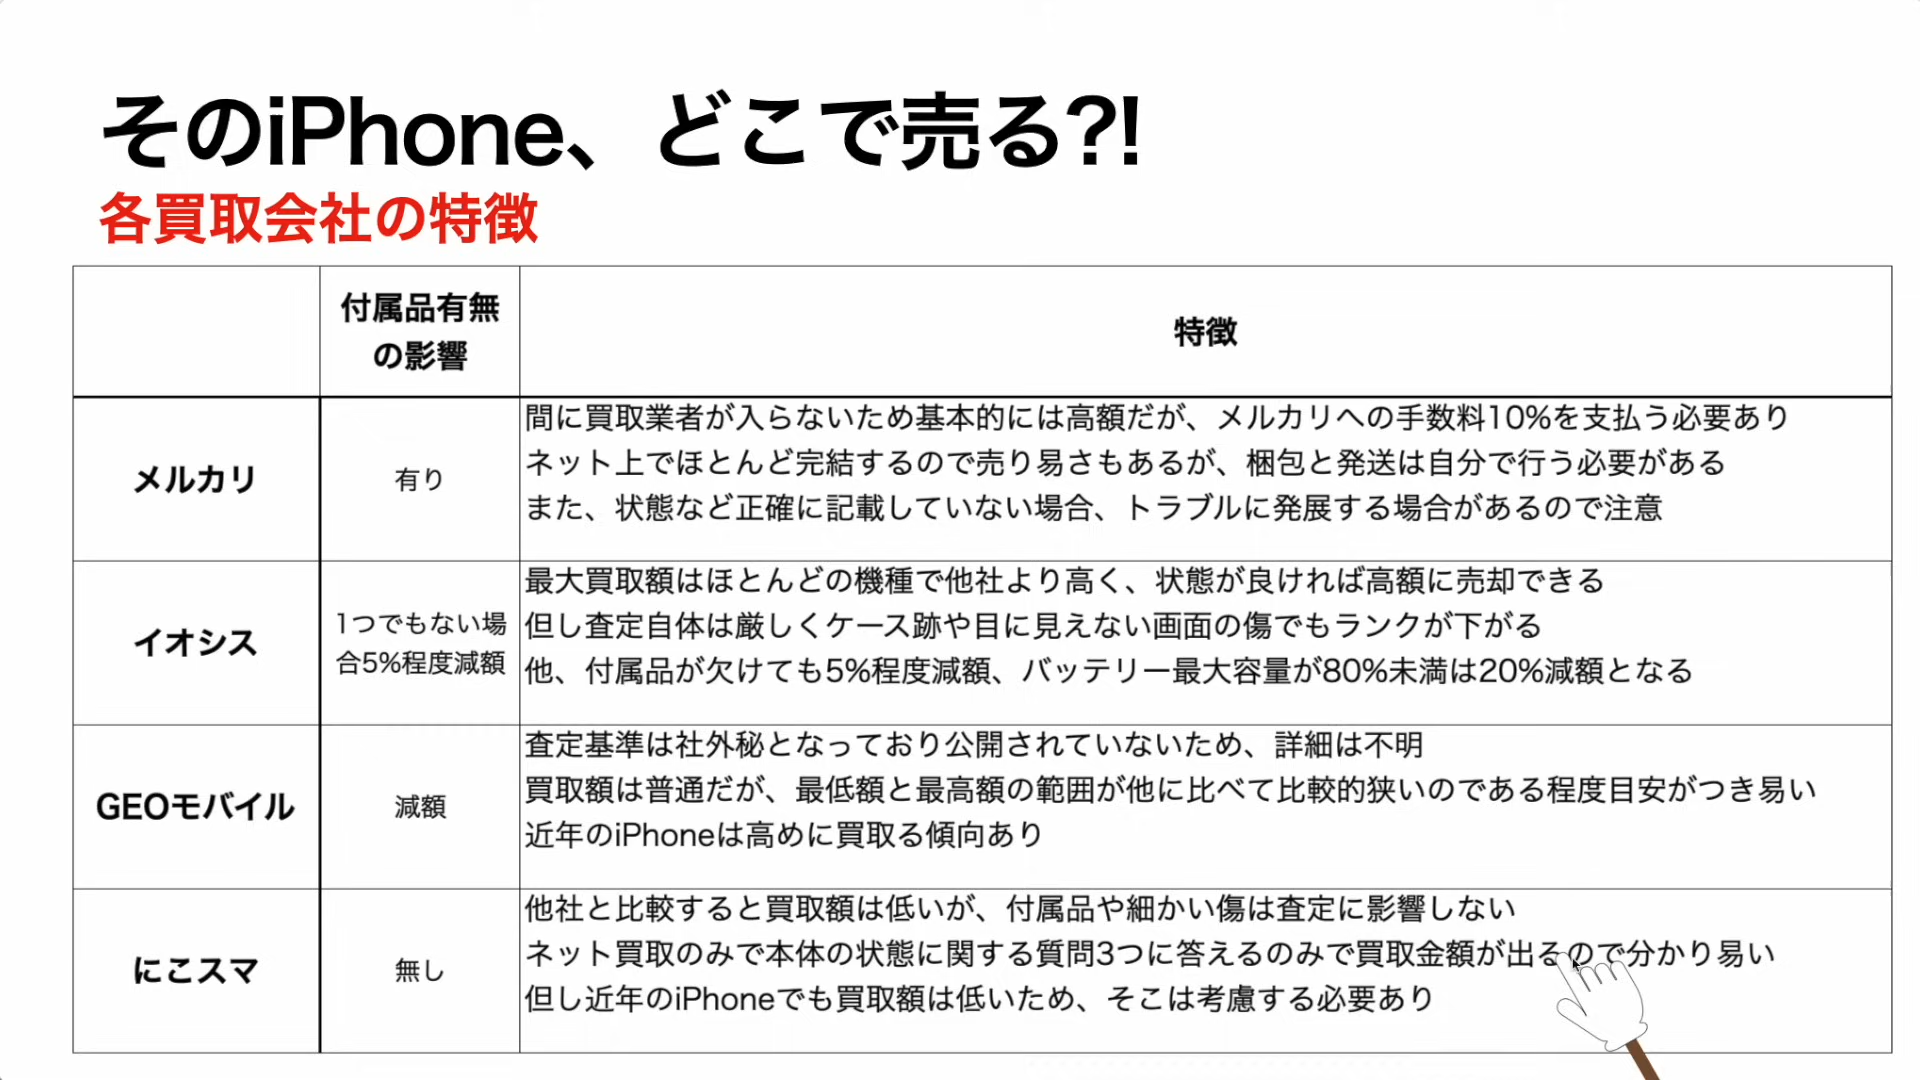 そのiPhone、どこで売る?!
各買取会社の特徴
付属品有無
の影響
特徴
メルカリ
有り
間に買取業者が入らないため基本的には高額だが、メルカリへの手数料10%を支払う必要あり
ネット上でほとんど完結するので売り易さもあるが、梱包と発送は自分で行う必要がある
また、状態など正確に記載していない場合、トラブルに発展する場合があるので注意
イオシス
1つでもない場
合5%程度減額
最大買取額はほとんどの機種で他社より高く、状態が良ければ高額に売却できる
但し査定自体は厳しくケース跡や目に見えない画面の傷でもランクが下がる
他、付属品が欠けても5%程度減額、バッテリー最大容量が80%未満は20%減額となる
GEOモバイル
減額
査定基準は社外秘となっており公開されていないため、詳細は不明
買取額は普通だが、最低額と最高額の範囲が他に比べて比較的狭いのである程度目安がつき易い
近年のiPhoneは高めに買取る傾向あり
にこスマ
無し
他社と比較すると買取額は低いが、付属品や細かい傷は査定に影響しない
ネット買取のみで本体の状態に関する質問3つに答えるのみで買取金額が出るので分かり易い
但し近年のiPhoneでも買取額は低いため、そこは考慮する必要あり